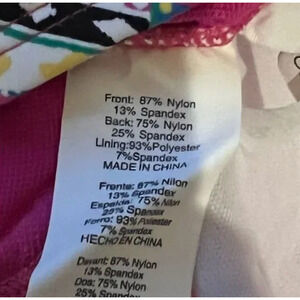 Front: 87% Nylon
13% Spandex
Back: 75% Nylon
25% Spandex
Lining:93%Polyester
7%Spandex
MADE IN CHINA
Frente: 87% Nilon
13% Spandex
Espalda: 75% Nilon
25% Spandex
Forro: 93% Poliester
7% Spandex
HECHO EN CHINA
Devant: 87% Nylon
13% Spandex
Dos: 75% Nylon
25% Spandex